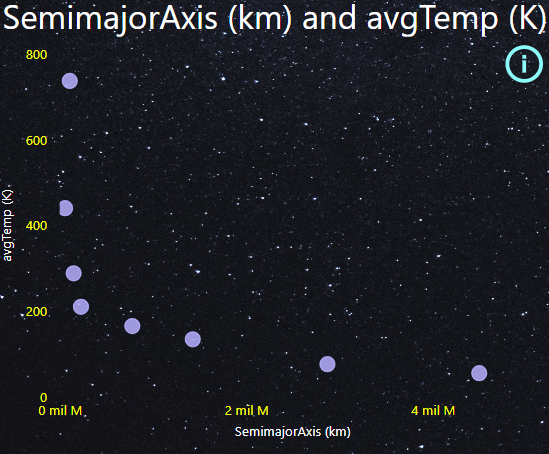 SemimajorAxis (km) and avgTemp (K)
i
800
600
400
200
0
avgTemp (K)
0 mil M
2 mil M
4 mil M
SemimajorAxis (km)